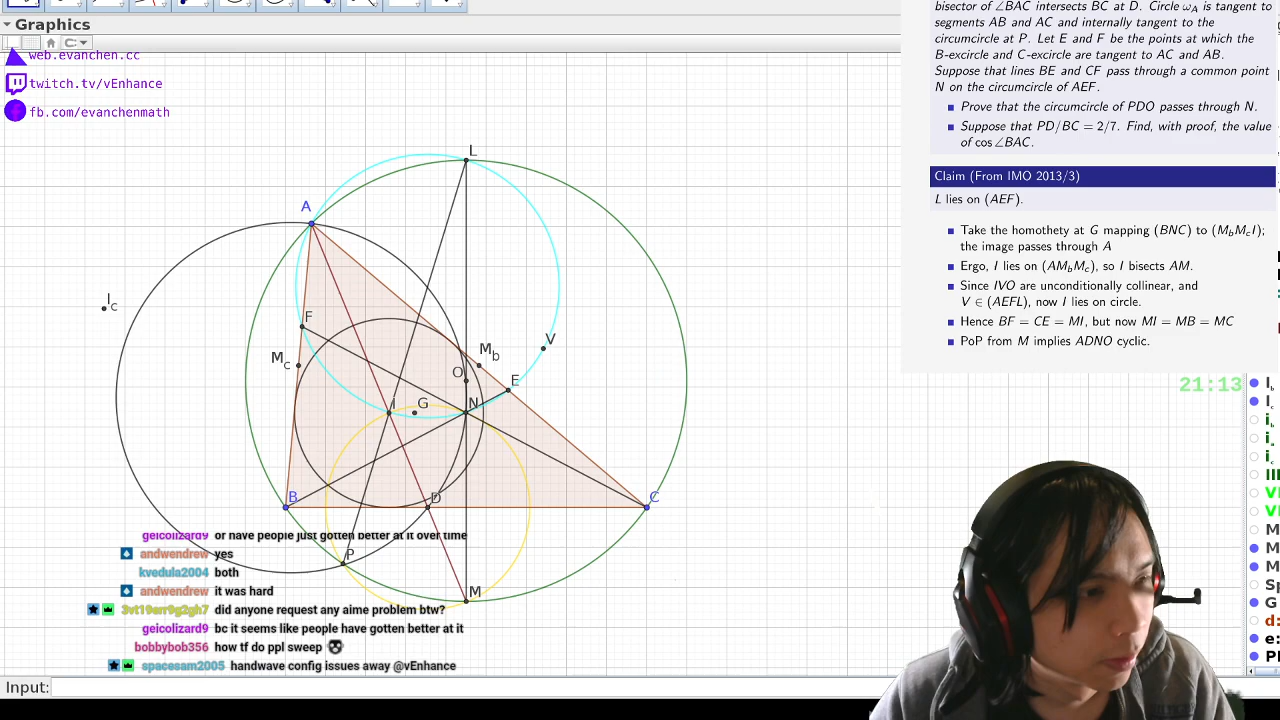 Graphics
web.evanchen.cc
twitch.tv/vEnhance
fb.com/evanchenmath
bisector of ∠BAC intersects BC at D. Circle ω_A is tangent to
segments AB and AC and internally tangent to the
circumcircle at P. Let E and F be the points at which the
B-excircle and C-excircle are tangent to AC and AB.
Suppose that lines BE and CF pass through a common point
N on the circumcircle of AEF.
Prove that the circumcircle of PDO passes through N.
Suppose that PD/BC = 2/7. Find, with proof, the value
of cos ∠BAC.
Claim (From IMO 2013/3)
L lies on (AEF).
Take the homothety at G mapping (BNC) to (M_bM_cI);
the image passes through A
Ergo, I lies on (AM_bM_c), so I bisects AM.
Since IVO are unconditionally collinear, and
V ∈ (AEFL), now I lies on circle.
Hence BF = CE = MI, but now MI = MB = MC
PoP from M implies ADNO cyclic.
L
A
I_c
F
V
M_c
M_b
O
E
I
G
N
B
D
C
P
M
21:13
geicolizard9 or have people just gotten better at it over time
andwendrew yes
kvedula2004 both
andwendrew it was hard
3vt19arr9g2gh7 did anyone request any aime problem btw?
geicolizard9 bc it seems like people have gotten better at it
bobbybob356 how tf do ppl sweep 💀
spacesam2005 handwave config issues away @vEnhance
Input: